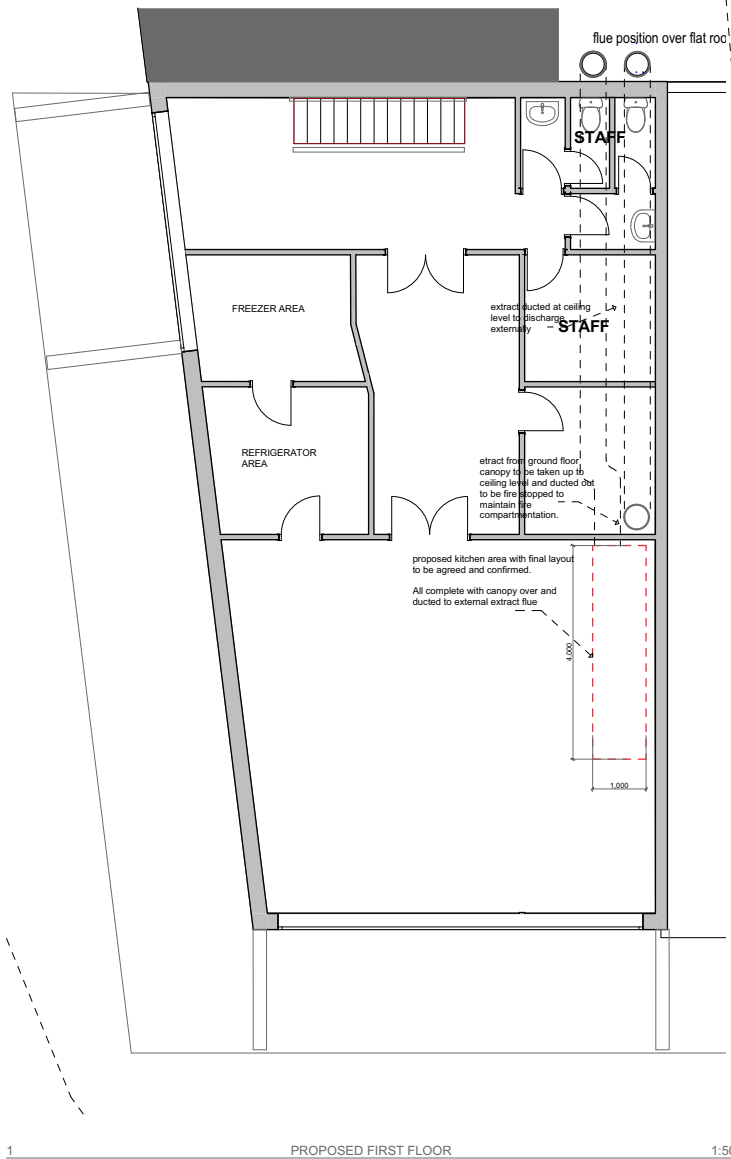 flue position over flat roo
STAFF
FREEZER AREA
extract ducted at ceiling
level to discharge
externally
STAFF
REFRIGERATOR
AREA
etract from ground floor
canopy to be taken up to
ceiling level and ducted out
to be fire stopped to
maintain fire
compartmentation.
proposed kitchen area with final layout
to be agreed and confirmed.
All complete with canopy over and
ducted to external extract flue
4,000
1,000
1
PROPOSED FIRST FLOOR
1:50